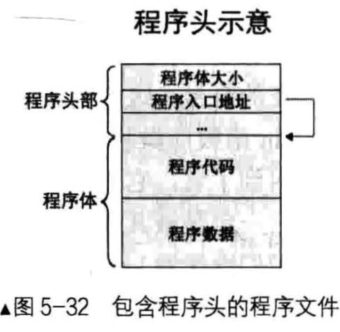 程序头示意
程序体大小
程序头部
程序入口地址
...
程序代码
程序体
程序数据
▲图 5-32 包含程序头的程序文件